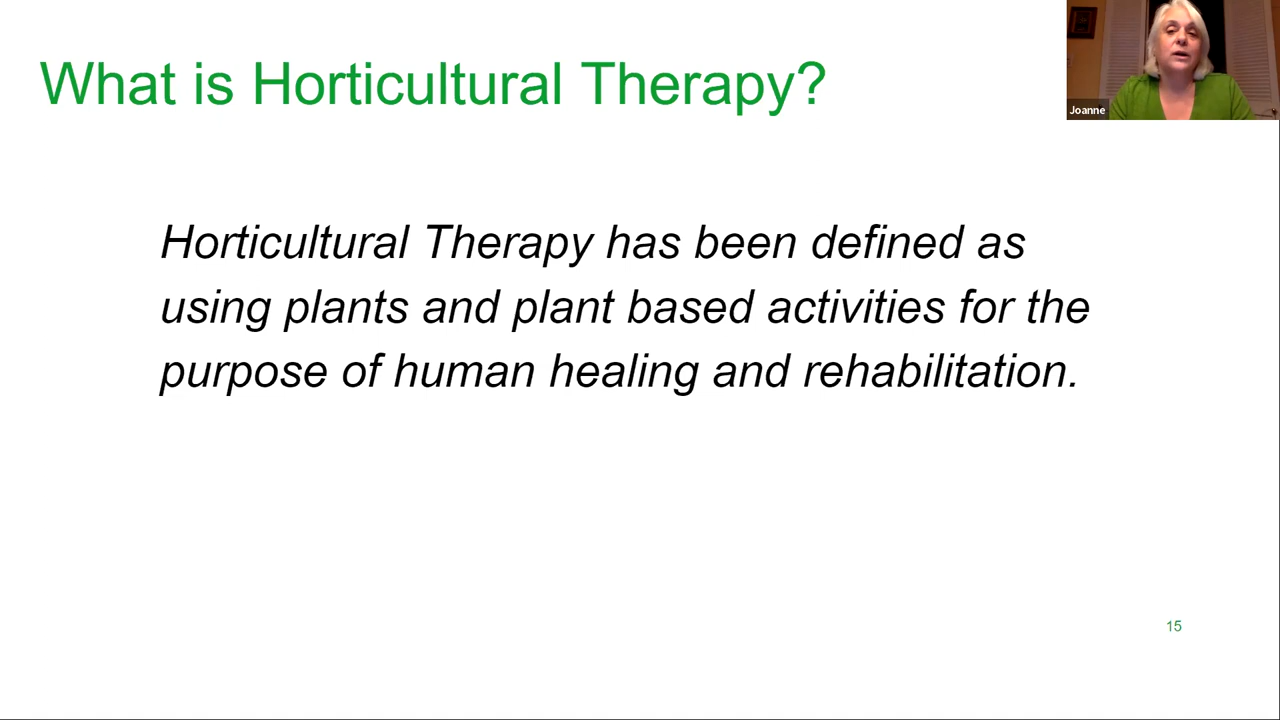 What is Horticultural Therapy?
Joanne
Horticultural Therapy has been defined as
using plants and plant based activities for the
purpose of human healing and rehabilitation.
15